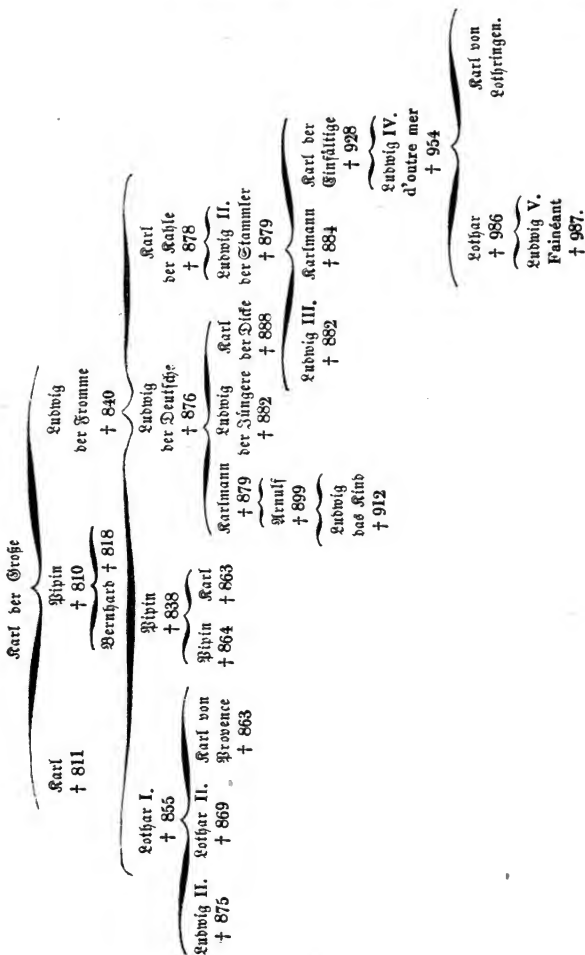 Karl der Große
Karl
† 811
Pipin
† 810
Bernhard † 818
Ludwig
der Fromme
† 840
Lothar I.
† 855
Pipin
† 838
Ludwig
der Deutsche
† 876
Karl
der Kahle
† 878
Ludwig II.
† 875
Lothar II.
† 869
Karl von
Provence
† 863
Pipin
† 864
Karl
† 863
Karlmann
† 879
Arnulf
† 899
Ludwig
das Kind
† 912
Ludwig
der Jüngere
† 882
Karl
der Dicke
† 888
Ludwig II.
der Stammler
† 879
Ludwig III.
† 882
Karlmann
† 884
Karl der
Einfältige
† 928
Ludwig IV.
d'outre mer
† 954
Lothar
† 986
Ludwig V.
Fainéant
† 987.
Karl von
Lothringen.